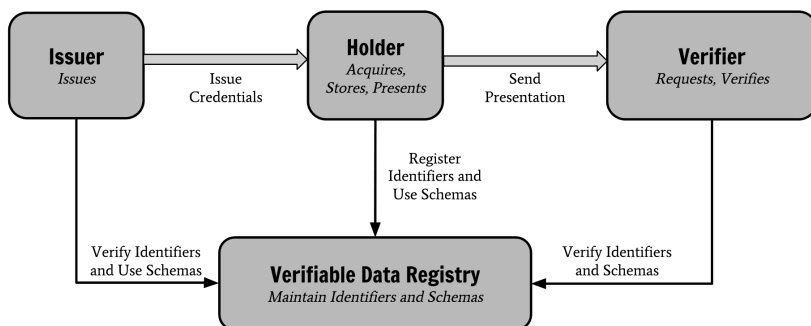 Issuer
Issues
Issue
Credentials
Holder
Acquires,
Stores, Presents
Send
Presentation
Verifier
Requests, Verifies
Register
Identifiers and
Use Schemas
Verify Identifiers
and Use Schemas
Verifiable Data Registry
Maintain Identifiers and Schemas
Verify Identifiers
and Schemas